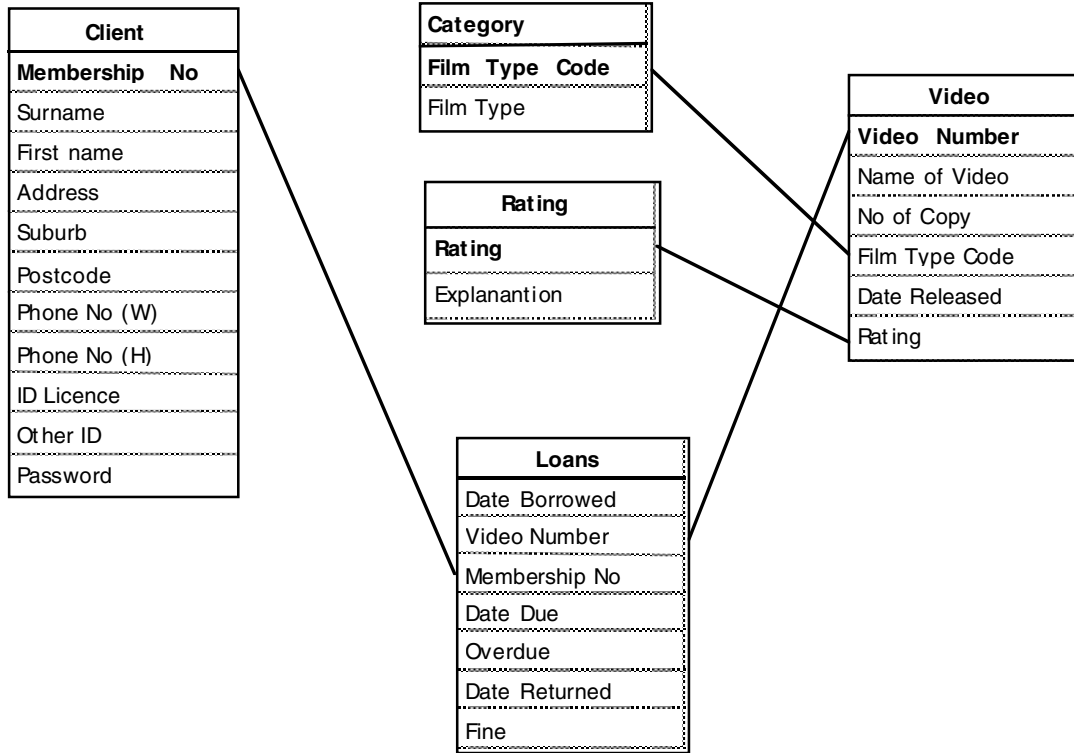 Client
Membership No
Surname
First name
Address
Suburb
Postcode
Phone No (W)
Phone No (H)
ID Licence
Other ID
Password
Category
Film Type Code
Film Type
Rating
Rating
Explanantion
Video
Video Number
Name of Video
No of Copy
Film Type Code
Date Released
Rating
Loans
Date Borrowed
Video Number
Membership No
Date Due
Overdue
Date Returned
Fine